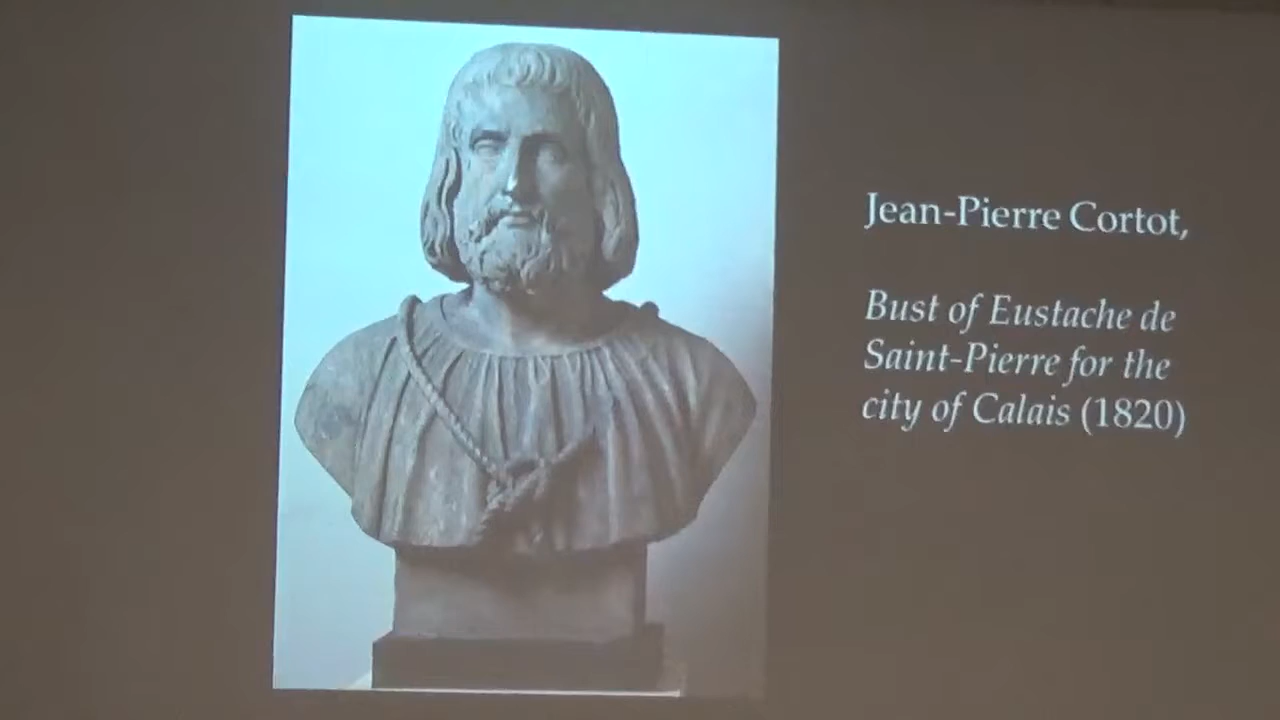 Jean-Pierre Cortot,
Bust of Eustache de
Saint-Pierre for the
city of Calais (1820)